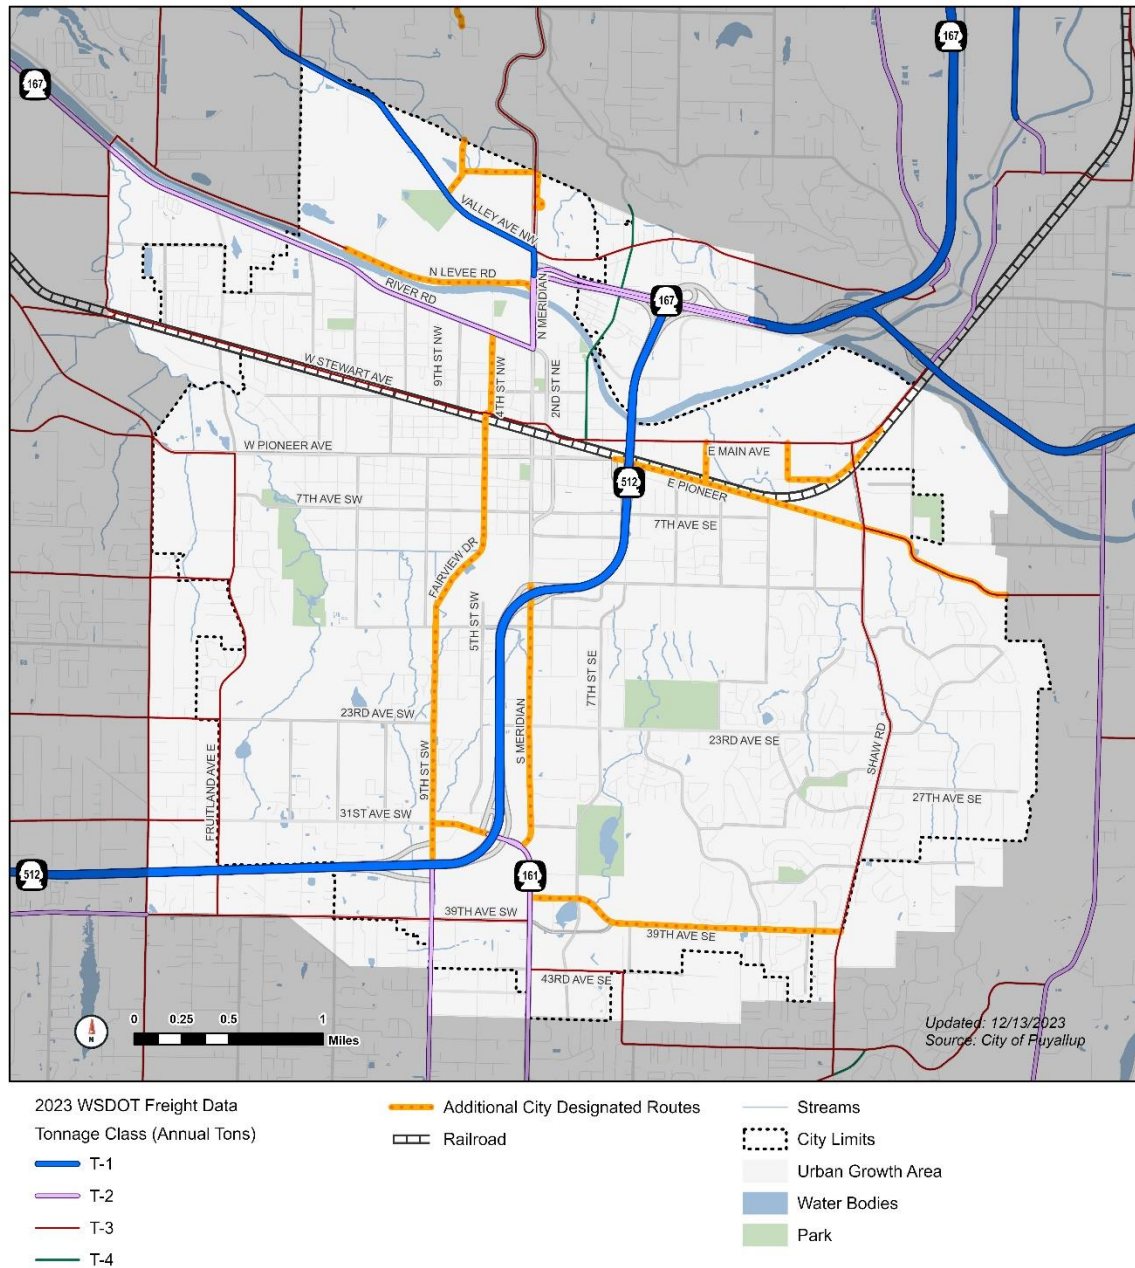 167
167
VALLEY AVE NW
N LEVEE RD
RIVER RD
N MERIDIAN
167
W STEWART AVE
9TH ST NW
4TH ST NW
2ND ST NE
W PIONEER AVE
E MAIN AVE
512
E PIONEER
7TH AVE SW
7TH AVE SE
FAIRVIEW DR
5TH ST SW
7TH ST SE
23RD AVE SW
S MERIDIAN
23RD AVE SE
SHAW RD
9TH ST SW
27TH AVE SE
FRUITLAND AVE E
31ST AVE SW
512
161
39TH AVE SW
39TH AVE SE
43RD AVE SE
N
0 0.25 0.5 1
Miles
Updated: 12/13/2023
Source: City of Puyallup
2023 WSDOT Freight Data
Tonnage Class (Annual Tons)
T-1
T-2
T-3
T-4
Additional City Designated Routes
Railroad
Streams
City Limits
Urban Growth Area
Water Bodies
Park